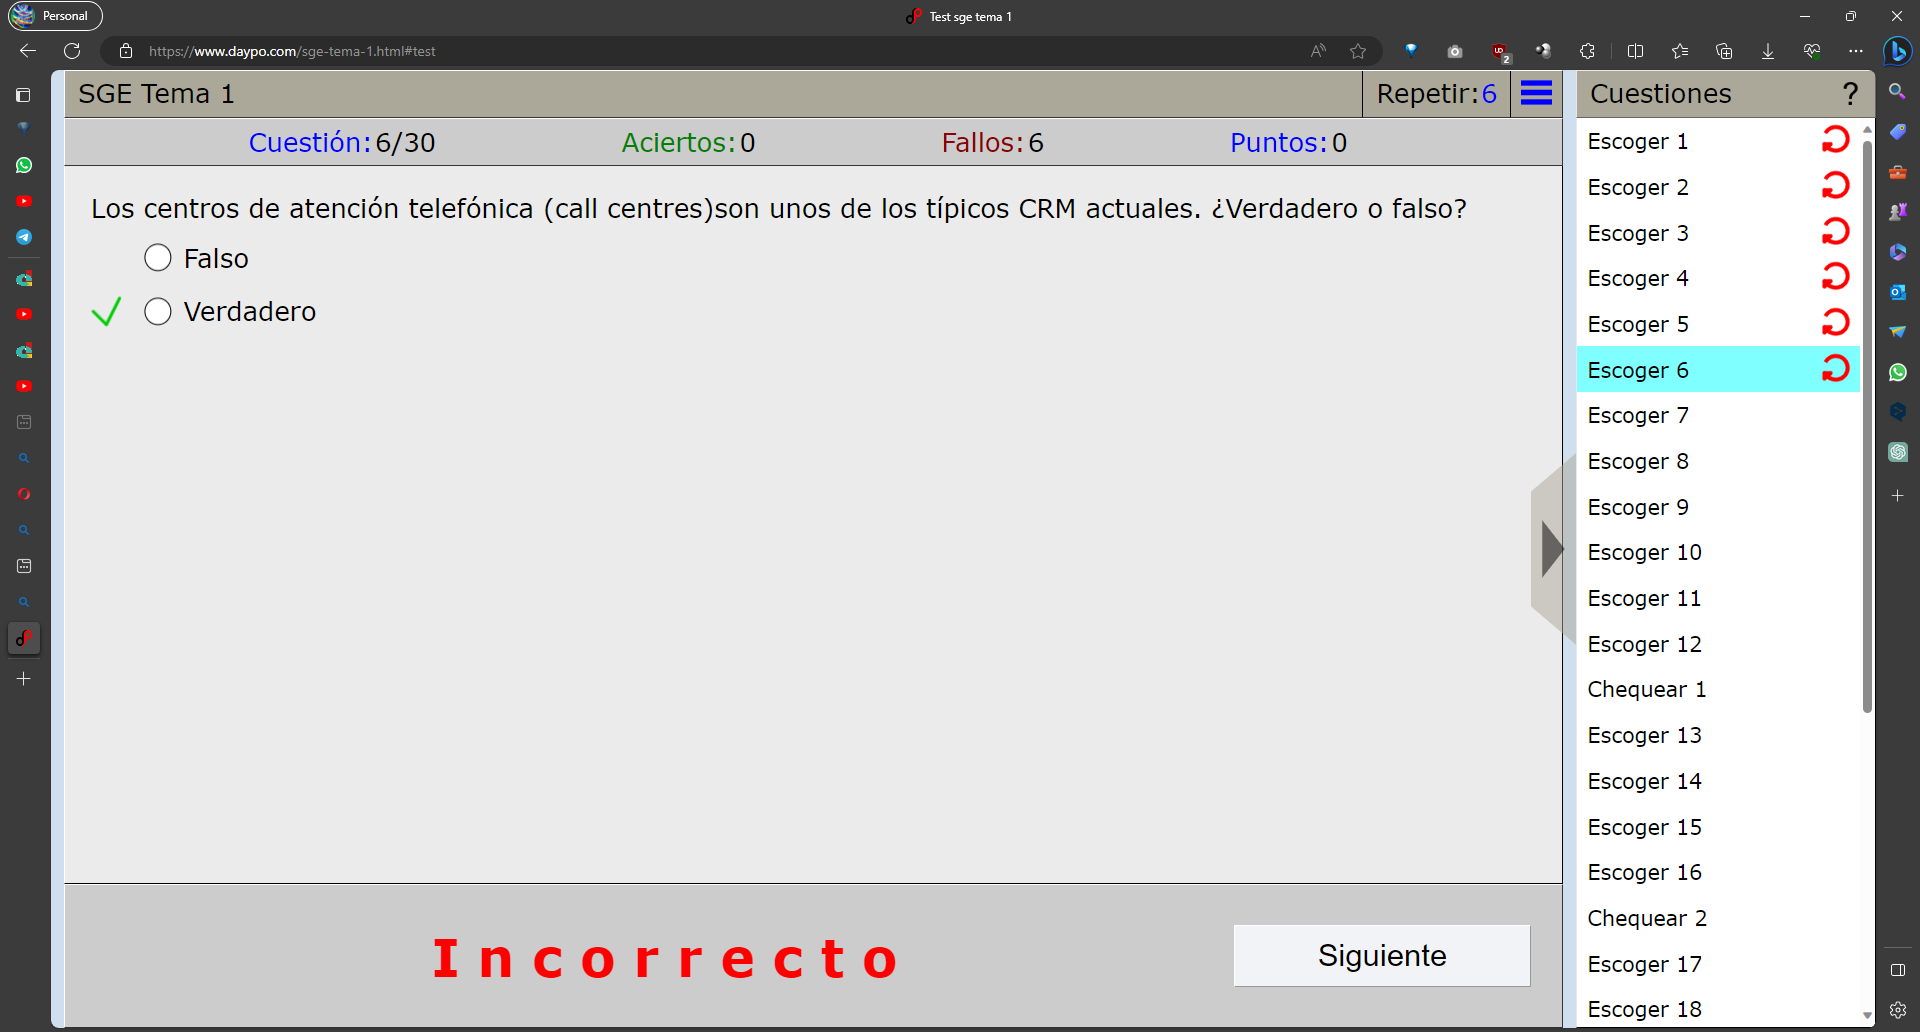 Personal
Test sge tema 1
https://www.daypo.com/sge-tema-1.html#test
SGE Tema 1
Repetir:6
Cuestiones
?
Cuestión:6/30
Aciertos:0
Fallos:6
Puntos:0
Los centros de atención telefónica (call centres)son unos de los típicos CRM actuales. ¿Verdadero o falso?
Falso
Verdadero
Escoger 1
Escoger 2
Escoger 3
Escoger 4
Escoger 5
Escoger 6
Escoger 7
Escoger 8
Escoger 9
Escoger 10
Escoger 11
Escoger 12
Chequear 1
Escoger 13
Escoger 14
Escoger 15
Escoger 16
Chequear 2
Escoger 17
Escoger 18
Incorrecto
Siguiente